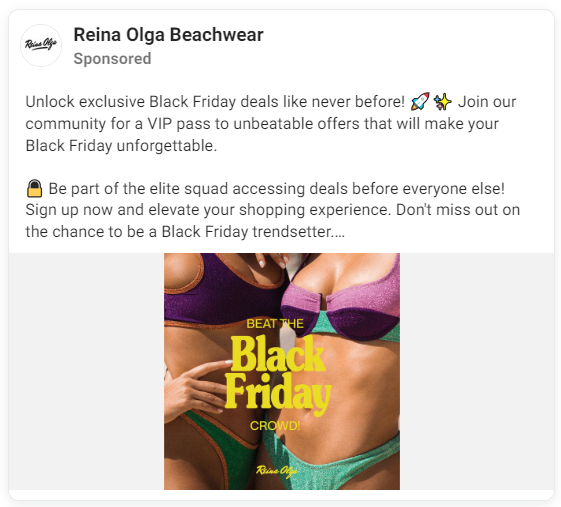 Reina Olga
Reina Olga Beachwear
Sponsored
Unlock exclusive Black Friday deals like never before! 🚀✨ Join our
community for a VIP pass to unbeatable offers that will make your
Black Friday unforgettable.
🔒 Be part of the elite squad accessing deals before everyone else!
Sign up now and elevate your shopping experience. Don't miss out on
the chance to be a Black Friday trendsetter....
BEAT THE
Black
Friday
CROWD!
Reina Olga